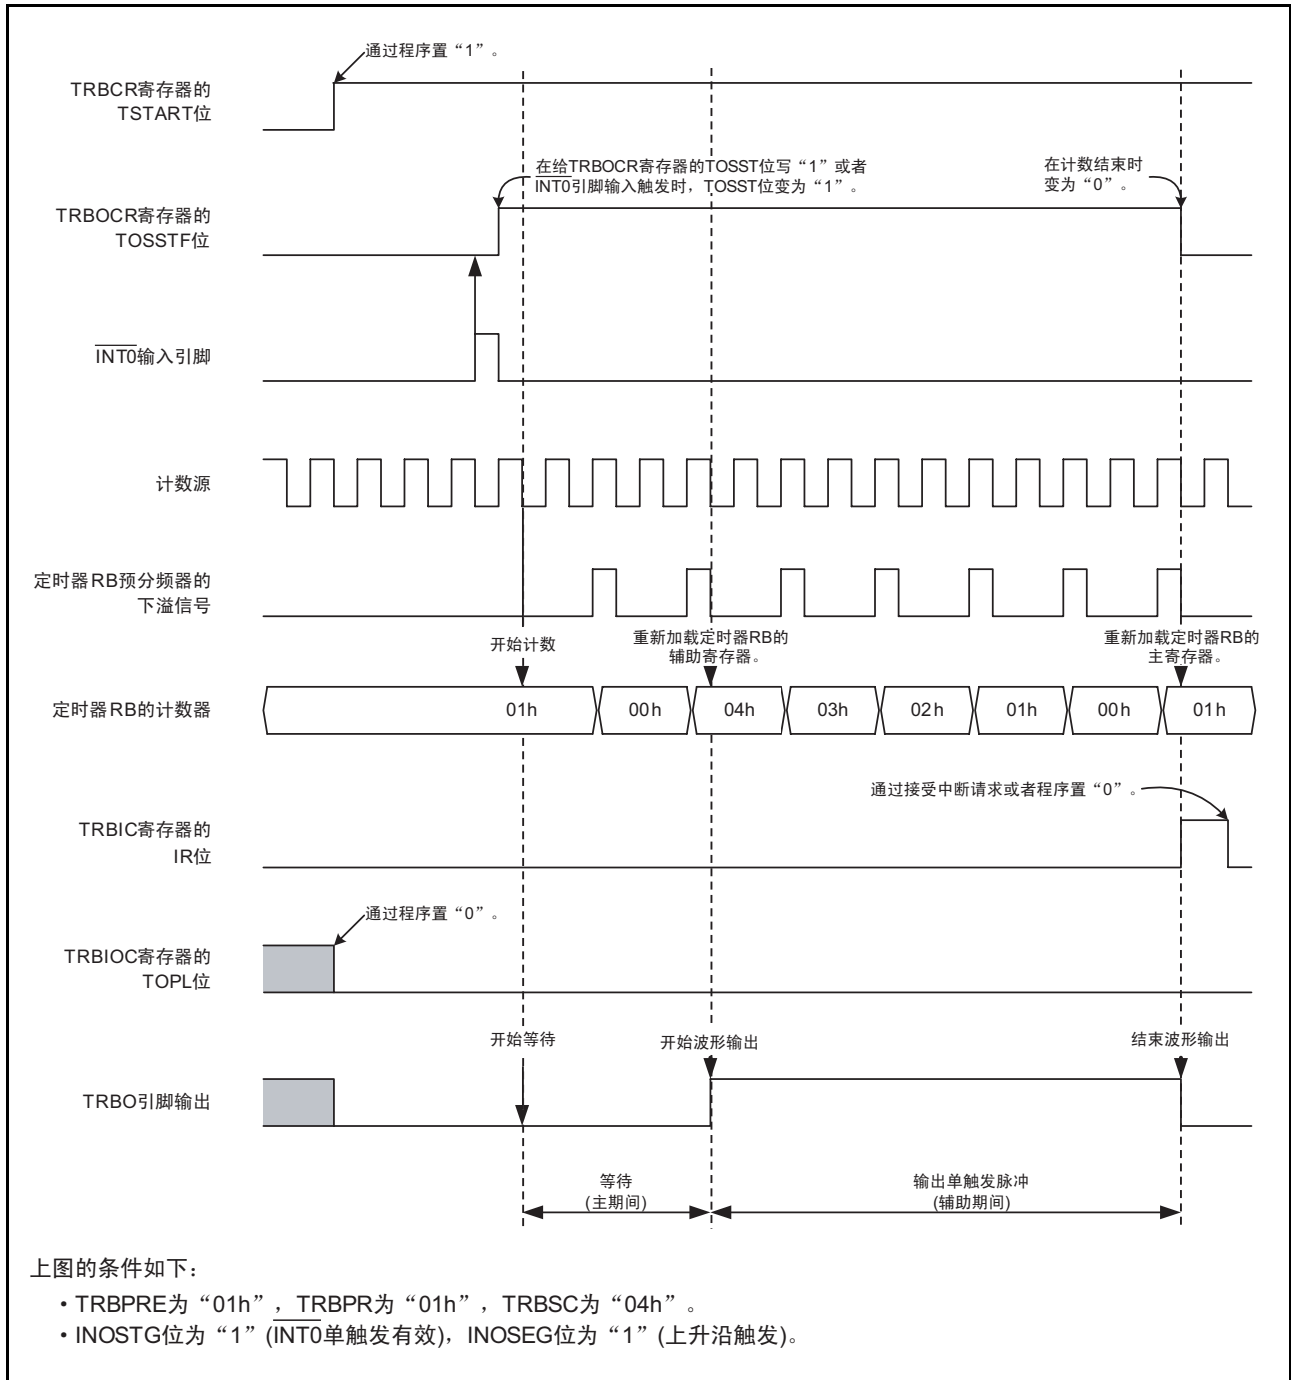 通过程序置“1”。
TRBCR寄存器的
TSTART位
在给TRBOCR寄存器的TOSST位写“1”或者
INT0引脚输入触发时，TOSST位变为“1”。
在计数结束时
变为“0”。
TRBOCR寄存器的
TOSSTF位
INT0输入引脚
计数源
定时器RB预分频器的
下溢信号
开始计数
重新加载定时器RB的
辅助寄存器。
重新加载定时器RB的
主寄存器。
定时器RB的计数器
01h 00h 04h 03h 02h 01h 00h 01h
通过接受中断请求或者程序置“0”。
TRBIC寄存器的
IR位
通过程序置“0”。
TRBIOC寄存器的
TOPL位
开始等待
开始波形输出
结束波形输出
TRBO引脚输出
等待
(主期间)
输出单触发脉冲
(辅助期间)
上图的条件如下：
•TRBPRE为“01h”，TRBPR为“01h”，TRBSC为“04h”。
•INOSTG位为“1”(INT0单触发有效)，INOSEG位为“1”(上升沿触发)。